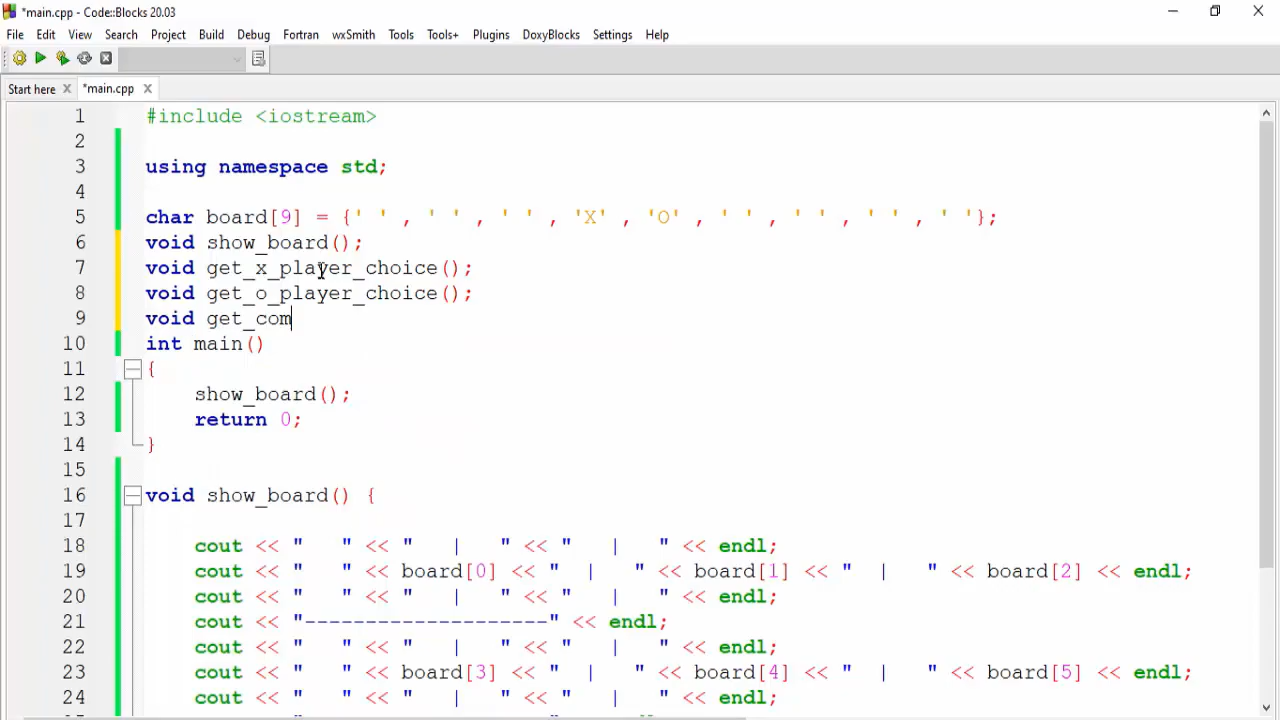 *main.cpp - Code::Blocks 20.03
File Edit View Search Project Build Debug Fortran wxSmith Tools Tools+ Plugins DoxyBlocks Settings Help
Start here *main.cpp
1 #include <iostream>
2
3 using namespace std;
4
5 char board[9] = {' ' , ' ' , ' ' , 'X' , 'O' , ' ' , ' ' , ' ' , ' '};
6 void show_board();
7 void get_x_player_choice();
8 void get_o_player_choice();
9 void get_com
10 int main()
11 {
12     show_board();
13     return 0;
14 }
15
16 void show_board() {
17
18     cout << "   " << "   |   " << "   |   " << endl;
19     cout << "   " << board[0] << "  |   " << board[1] << "  |   " << board[2] << endl;
20     cout << "   " << "   |   " << "   |   " << endl;
21     cout << "--------------------" << endl;
22     cout << "   " << "   |   " << "   |   " << endl;
23     cout << "   " << board[3] << "  |   " << board[4] << "  |   " << board[5] << endl;
24     cout << "   " << "   |   " << "   |   " << endl;